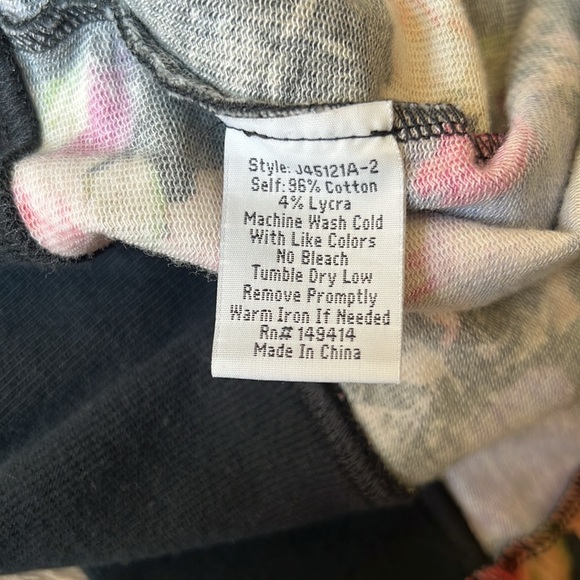 Style: J45121A-2
Self: 96% Cotton
4% Lycra
Machine Wash Cold
With Like Colors
No Bleach
Tumble Dry Low
Remove Promptly
Warm Iron If Needed
Rn# 149414
Made In China